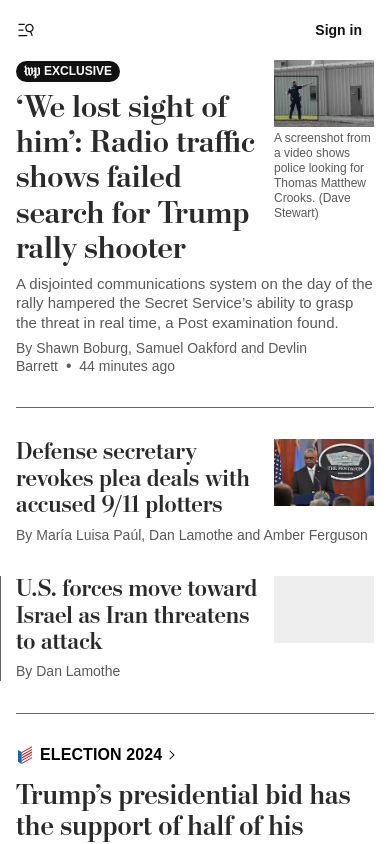 Sign in
wp EXCLUSIVE
‘We lost sight of
him’: Radio traffic
shows failed
search for Trump
rally shooter
A screenshot from
a video shows
police looking for
Thomas Matthew
Crooks. (Dave
Stewart)
A disjointed communications system on the day of the
rally hampered the Secret Service’s ability to grasp
the threat in real time, a Post examination found.
By Shawn Boburg, Samuel Oakford and Devlin
Barrett • 44 minutes ago
Defense secretary
revokes plea deals with
accused 9/11 plotters
THE PENTAGON
By María Luisa Paúl, Dan Lamothe and Amber Ferguson
U.S. forces move toward
Israel as Iran threatens
to attack
By Dan Lamothe
ELECTION 2024
Trump’s presidential bid has
the support of half of his